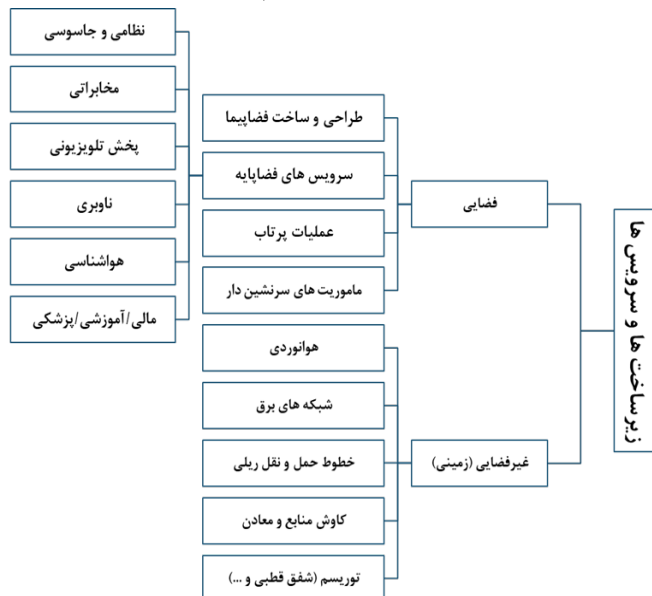 زیرساخت ها و سرویس ها
فضایی
طراحی و ساخت فضاپیما
سرویس های فضاپایه
نظامی و جاسوسی
مخابراتی
پخش تلویزیونی
ناوبری
هواشناسی
مالی/آموزشی/پزشکی
عملیات پرتاب
ماموریت های سرنشین دار
غیرفضایی (زمینی)
هوانوردی
شبکه های برق
خطوط حمل و نقل ریلی
کاوش منابع و معادن
توریسم (شفق قطبی و ...)